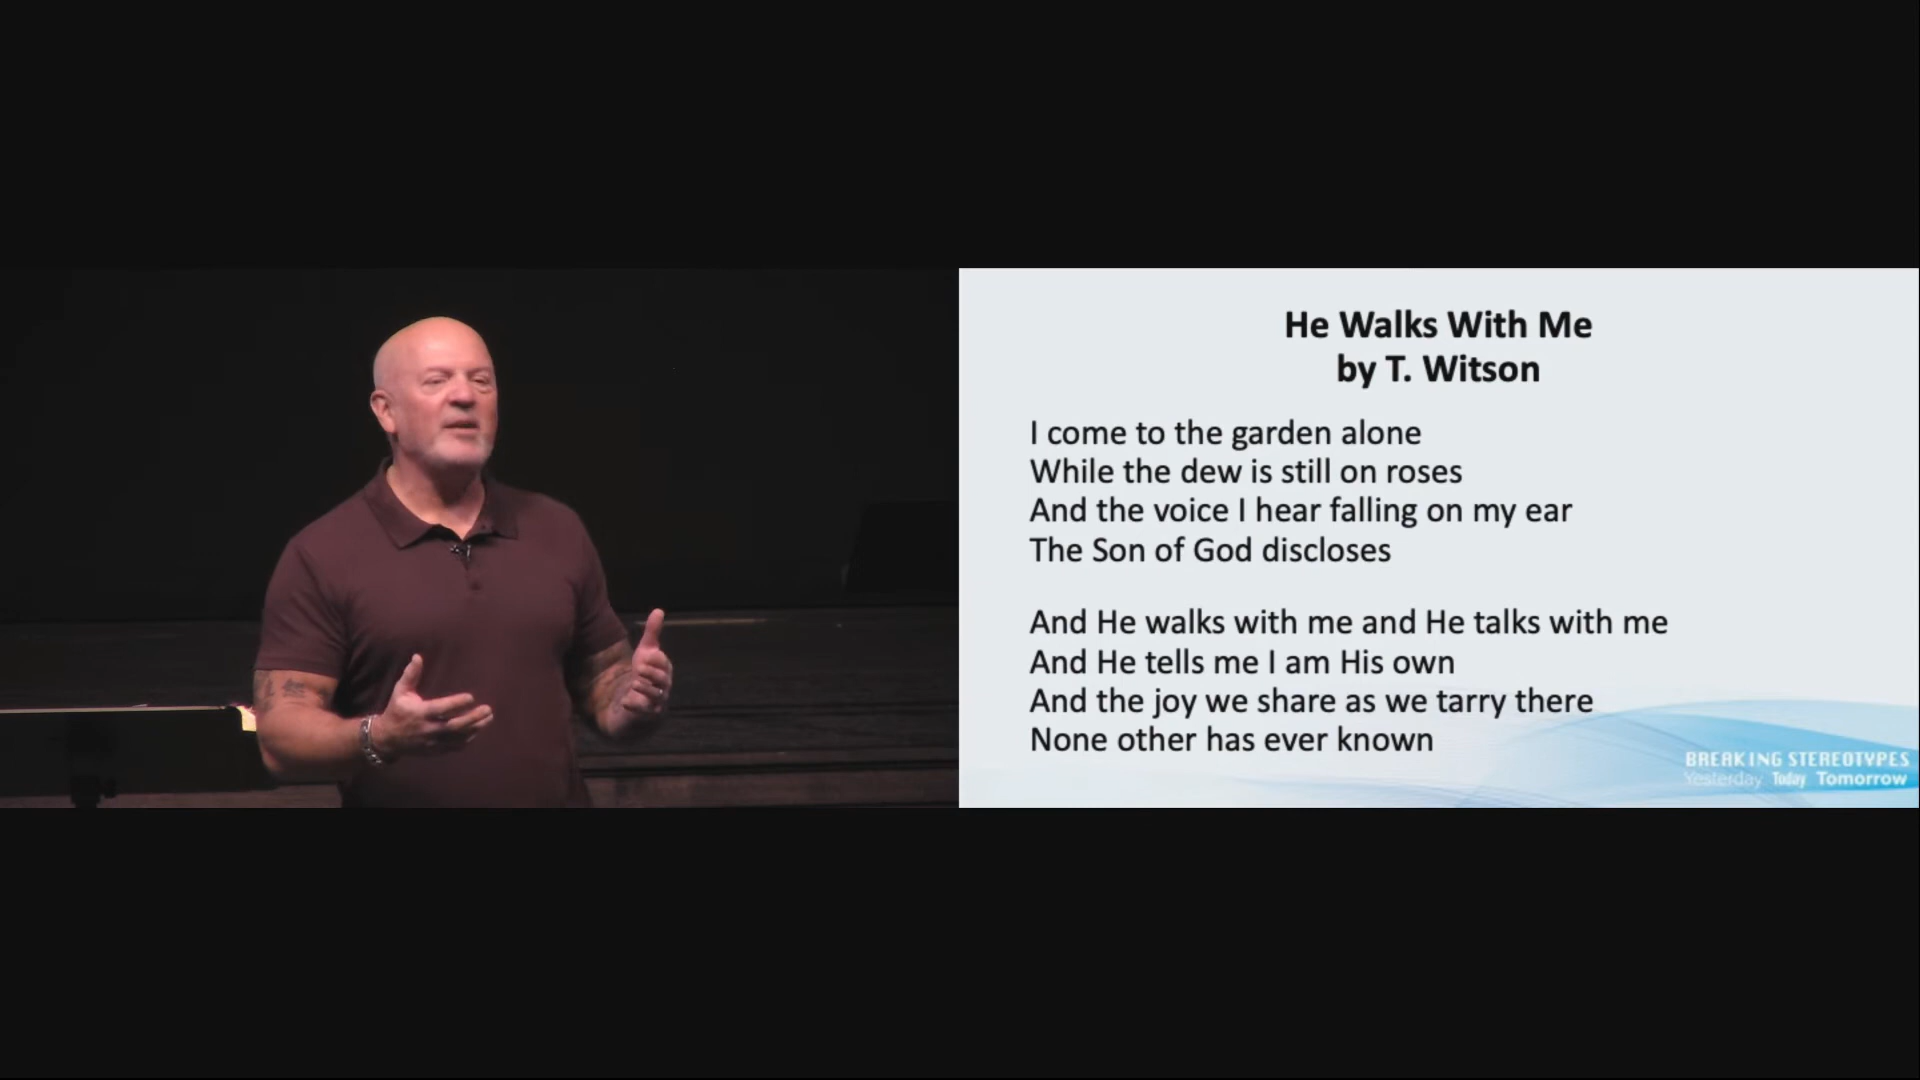 He Walks With Me
by T. Witson
I come to the garden alone
While the dew is still on roses
And the voice I hear falling on my ear
The Son of God discloses
And He walks with me and He talks with me
And He tells me I am His own
And the joy we share as we tarry there
None other has ever known
BREAKING STEREOTYPES
Yesterday Today Tomorrow